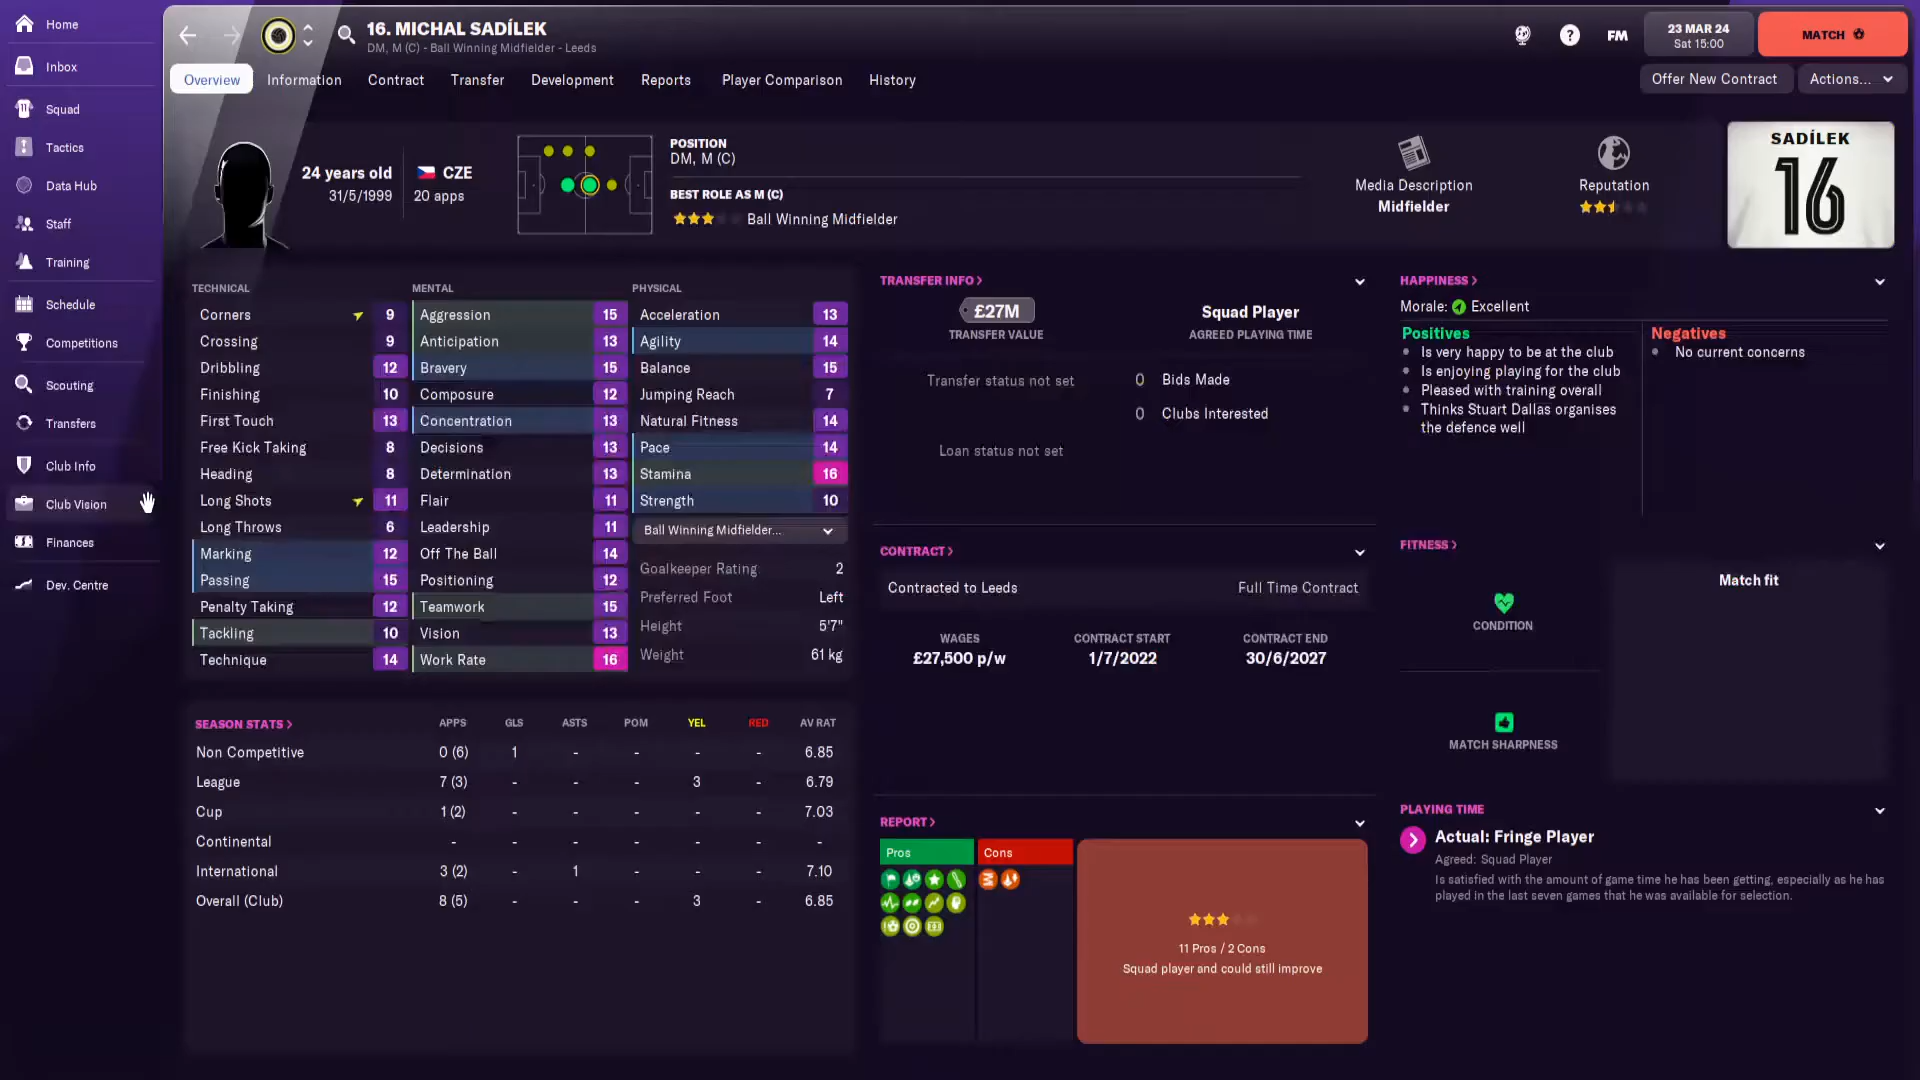 Home
Inbox
Squad
Tactics
Data Hub
Staff
Training
Schedule
Competitions
Scouting
Transfers
Club Info
Club Vision
Finances
Dev. Centre
16. MICHAL SADÍLEK
DM, M (C) - Ball Winning Midfielder - Leeds
?
FM
23 MAR 24
Sat 15:00
MATCH
Overview
Information
Contract
Transfer
Development
Reports
Player Comparison
History
Offer New Contract
Actions...
24 years old
31/5/1999
CZE
20 apps
POSITION
DM, M (C)
BEST ROLE AS M (C)
Ball Winning Midfielder
Media Description
Midfielder
Reputation
SADÍLEK
16
TECHNICAL
Corners 9
Crossing 9
Dribbling 12
Finishing 10
First Touch 13
Free Kick Taking 8
Heading 8
Long Shots 11
Long Throws 6
Marking 12
Passing 15
Penalty Taking 12
Tackling 10
Technique 14
MENTAL
Aggression 15
Anticipation 13
Bravery 15
Composure 12
Concentration 13
Decisions 13
Determination 13
Flair 11
Leadership 11
Off The Ball 14
Positioning 12
Teamwork 15
Vision 13
Work Rate 16
PHYSICAL
Acceleration 13
Agility 14
Balance 15
Jumping Reach 7
Natural Fitness 14
Pace 14
Stamina 16
Strength 10
Ball Winning Midfielder...
Goalkeeper Rating 2
Preferred Foot Left
Height 5'7"
Weight 61 kg
SEASON STATS > APPS GLS ASTS POM YEL RED AV RAT
Non Competitive 0 (6) 1 - - - - 6.85
League 7 (3) - - - 3 - 6.79
Cup 1 (2) - - - - - 7.03
Continental - - - - - - -
International 3 (2) - 1 - - - 7.10
Overall (Club) 8 (5) - - - 3 - 6.85
TRANSFER INFO >
£27M
TRANSFER VALUE
Squad Player
AGREED PLAYING TIME
Transfer status not set
0 Bids Made
0 Clubs Interested
Loan status not set
CONTRACT >
Contracted to Leeds
Full Time Contract
WAGES
£27,500 p/w
CONTRACT START
1/7/2022
CONTRACT END
30/6/2027
REPORT >
Pros
Cons
11 Pros / 2 Cons
Squad player and could still improve
HAPPINESS >
Morale: Excellent
Positives
Is very happy to be at the club
Is enjoying playing for the club
Pleased with training overall
Thinks Stuart Dallas organises
the defence well
Negatives
No current concerns
FITNESS >
Match fit
CONDITION
MATCH SHARPNESS
PLAYING TIME
Actual: Fringe Player
Agreed: Squad Player
Is satisfied with the amount of game time he has been getting, especially as he has
played in the last seven games that he was available for selection.